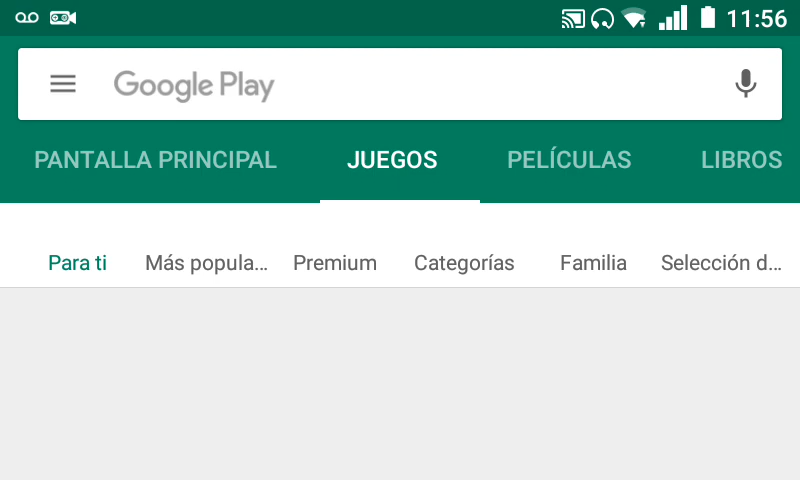 11:56
Google Play
PANTALLA PRINCIPAL JUEGOS PELÍCULAS LIBROS
Para ti Más popula... Premium Categorías Familia Selección d...